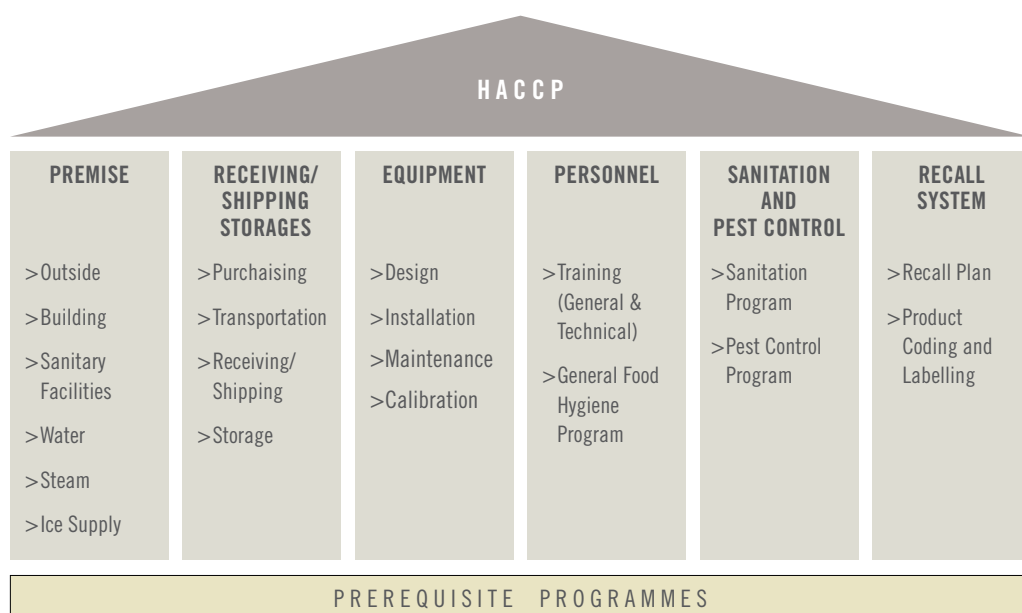 HACCP
PREMISE
>Outside
>Building
>Sanitary
Facilities
>Water
>Steam
>Ice Supply
RECEIVING/
SHIPPING
STORAGES
>Purchaising
>Transportation
>Receiving/
Shipping
>Storage
EQUIPMENT
>Design
>Installation
>Maintenance
>Calibration
PERSONNEL
>Training
(General &
Technical)
>General Food
Hygiene
Program
SANITATION
AND
PEST CONTROL
>Sanitation
Program
>Pest Control
Program
RECALL
SYSTEM
>Recall Plan
>Product
Coding and
Labelling
PREREQUISITE PROGRAMMES